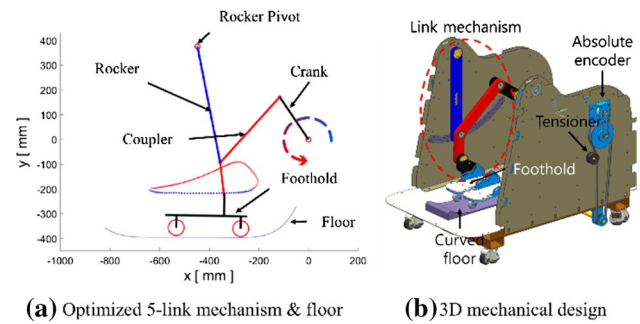 Rocker Pivot
Rocker
Crank
Coupler
Foothold
Floor
400
300
200
100
0
-100
-200
-300
-400
y [ mm ]
-1000
-800
-600
-400
-200
0
200
x [ mm ]
(a) Optimized 5-link mechanism & floor
Link mechanism
Absolute
encoder
Tensioner
Foothold
Curved
floor
(b) 3D mechanical design